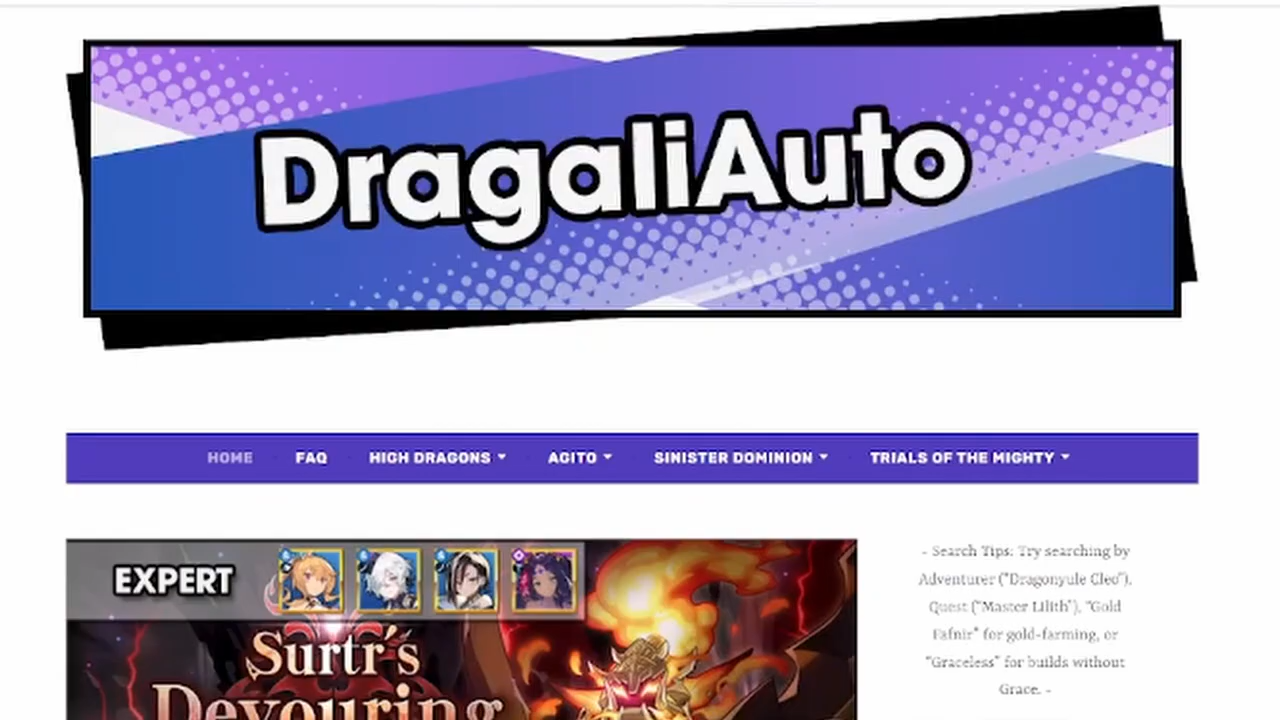 DragaliAuto
HOME FAQ HIGH DRAGONS AGITO SINISTER DOMINION TRIALS OF THE MIGHTY
EXPERT
Surtr's
Devouring
- Search Tips: Try searching by
Adventurer ("Dragonyule Cleo"),
Quest ("Master Lilith"), "Gold
Fafnir" for gold-farming, or
"Graceless" for builds without
Grace. -